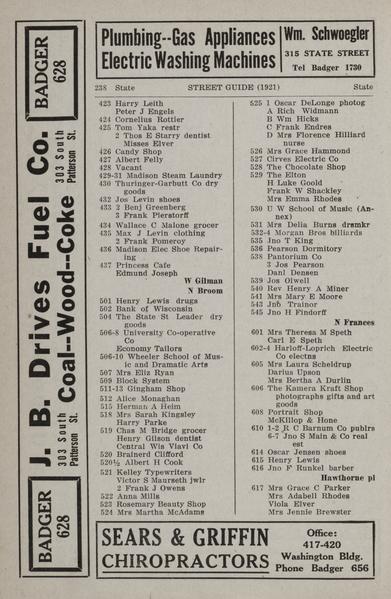 Plumbing--Gas Appliances
Electric Washing Machines
Wm. Schwoegler
315 STATE STREET
Tel Badger 1730
238 State STREET GUIDE (1921) State
423 Harry Leith
Peter J Engels
424 Cornelius Rottier
425 Tom Yaka restr
2 Thos E Starry dentist
Misses Elver
426 Candy Shop
427 Albert Felly
428 Vacant
429-31 Madison Steam Laundry
430 Thuringer-Garbutt Co dry
goods
432 Jos Levin shoes
433 2 Benj Greenberg
3 Frank Pierstorff
434 Wallace C Malone grocer
435 Max J Levin clothing
2 Frank Pomeroy
436 Madison Elec Shoe Repair-
ing
437 Princess Cafe
Edmund Joseph
W Gilman
N Broom
501 Henry Lewis drugs
502 Bank of Wisconsin
504 The State St Leader dry
goods
506-8 University Co-operative
Co
Economy Tailors
506-10 Wheeler School of Mus-
ic and Dramatic Arts
507 Mrs Eliz Ryan
509 Block System
511-13 Gingham Shop
512 Alice Monaghan
515 Herman A Heim
518 Mrs Sarah Kingsley
Harry Parke
519 Chas M Bridge grocer
Henry Gilson dentist
Central Wis Viavi Co
520 Brainerd Clifford
520½ Albert H Cook
521 Kelley Typewriters
Victor S Maurseth jwlr
2 Frank J Owens
522 Anna Mills
523 Rosemary Beauty Shop
524 Mrs Martha McAdams
525 1 Oscar DeLonge photog
A Rich Widmann
B Wm Hicks
C Frank Endres
D Mrs Florence Hilliard
nurse
526 Mrs Grace Hammond
527 Cirves Electric Co
528 The Chocolate Shop
529 The Elton
H Luke Goold
Frank W Shackley
Mrs Emma Rhodes
530 U W School of Music (An-
nex)
531 Mrs Delia Burns drsmkr
532-4 Morgan Bros billiards
535 Jno T King
536 Pearson Dormitory
538 Pantorium Co
3 Jos Pearson
Danl Densen
539 Jos Olwell
540 Rev Henry A Miner
541 Mrs Mary E Moore
543 Jno Trainor
545 Jno H Findorff
N Frances
601 Mrs Theresa M Speth
Carl E Speth
602-4 Harloff-Loprich Electric
Co electns
605 Mrs Laura Scheldrup
Darius Upson
Mrs Bertha A Durlin
606 The Kamera Kraft Shop
photographs gifts and art
goods
608 Portrait Shop
McKillop & Hone
610 1-2 R C Barnum Co publrs
6-7 Jno S Main & Co real
est
614 Oscar Jensen shoes
615 Henry Lewis
616 Jno F Runkel barber
Hawthorne pl
617 Mrs Grace C Parker
Mrs Adabell Rhodes
Viola Elver
Mrs Jennie Brewster
BADGER
628
J. B. Drives Fuel Co.
303 South
Patterson St.
Coal--Wood--Coke
303 South
Patterson St.
BADGER
628
SEARS & GRIFFIN
CHIROPRACTORS
Office:
417-420
Washington Bldg.
Phone Badger 656